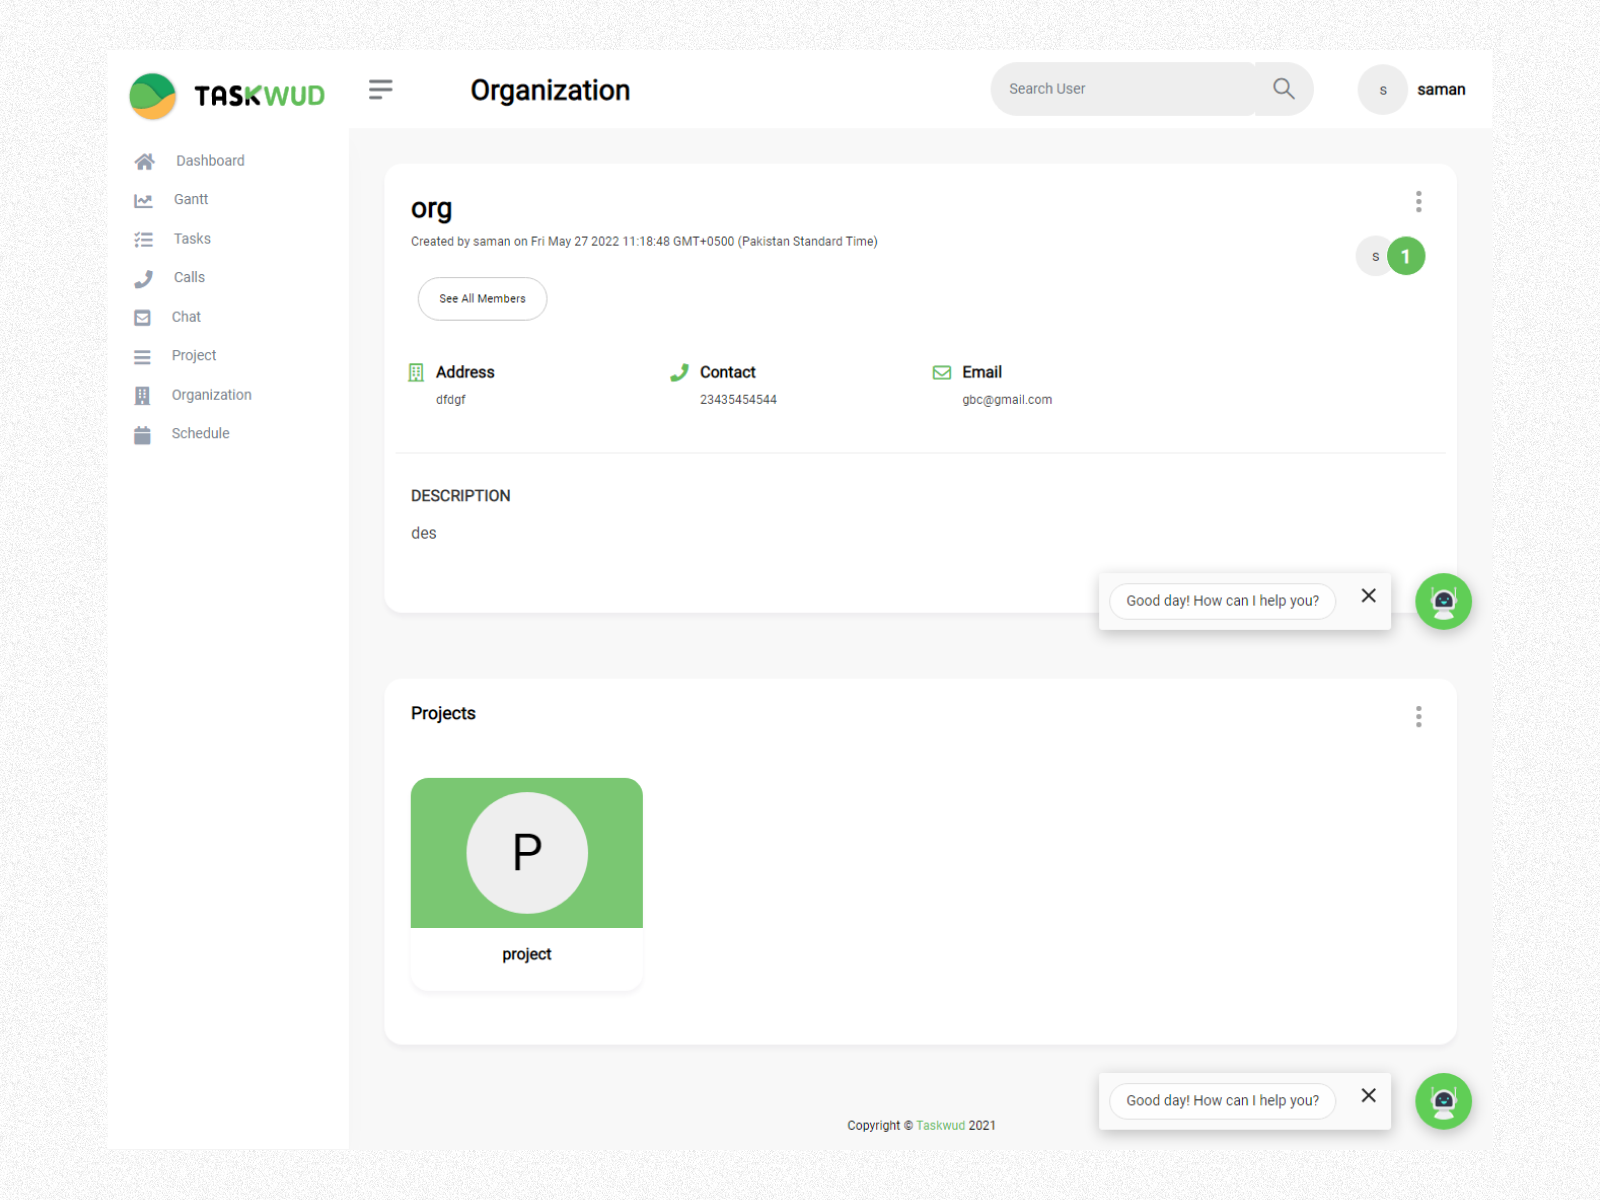 TASKWUD
Organization
Search User
s
saman
Dashboard
Gantt
Tasks
Calls
Chat
Project
Organization
Schedule
org
Created by saman on Fri May 27 2022 11:18:48 GMT+0500 (Pakistan Standard Time)
s
1
See All Members
Address
dfdgf
Contact
23435454544
Email
gbc@gmail.com
DESCRIPTION
des
Good day! How can I help you?
Projects
P
project
Good day! How can I help you?
Copyright © Taskwud 2021